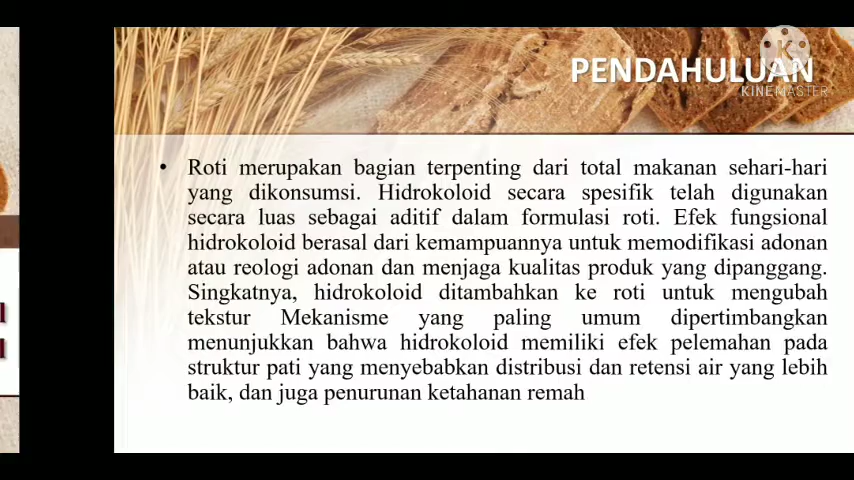 PENDAHULUAN
KINEMASTER
• Roti merupakan bagian terpenting dari total makanan sehari-hari
yang dikonsumsi. Hidrokoloid secara spesifik telah digunakan
secara luas sebagai aditif dalam formulasi roti. Efek fungsional
hidrokoloid berasal dari kemampuannya untuk memodifikasi adonan
atau reologi adonan dan menjaga kualitas produk yang dipanggang.
Singkatnya, hidrokoloid ditambahkan ke roti untuk mengubah
tekstur Mekanisme yang paling umum dipertimbangkan
menunjukkan bahwa hidrokoloid memiliki efek pelemahan pada
struktur pati yang menyebabkan distribusi dan retensi air yang lebih
baik, dan juga penurunan ketahanan remah